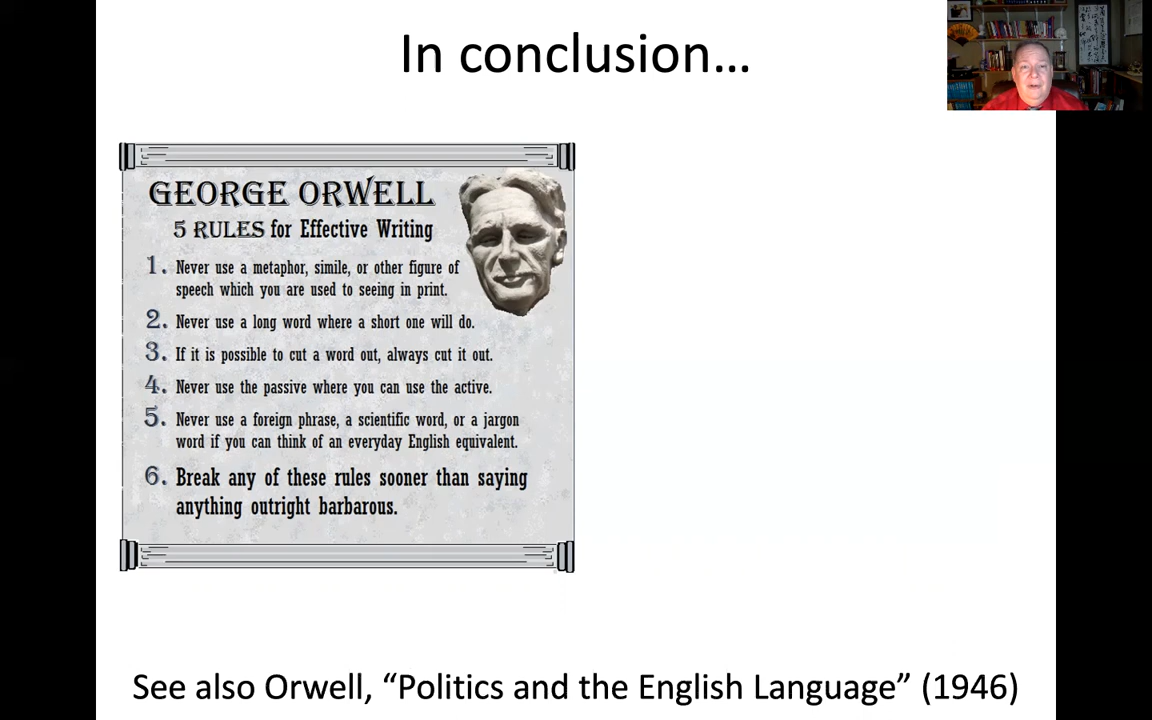 In conclusion...
GEORGE ORWELL
5 RULES for Effective Writing
1. Never use a metaphor, simile, or other figure of
speech which you are used to seeing in print.
2. Never use a long word where a short one will do.
3. If it is possible to cut a word out, always cut it out.
4. Never use the passive where you can use the active.
5. Never use a foreign phrase, a scientific word, or a jargon
word if you can think of an everyday English equivalent.
6. Break any of these rules sooner than saying
anything outright barbarous.
See also Orwell, “Politics and the English Language” (1946)